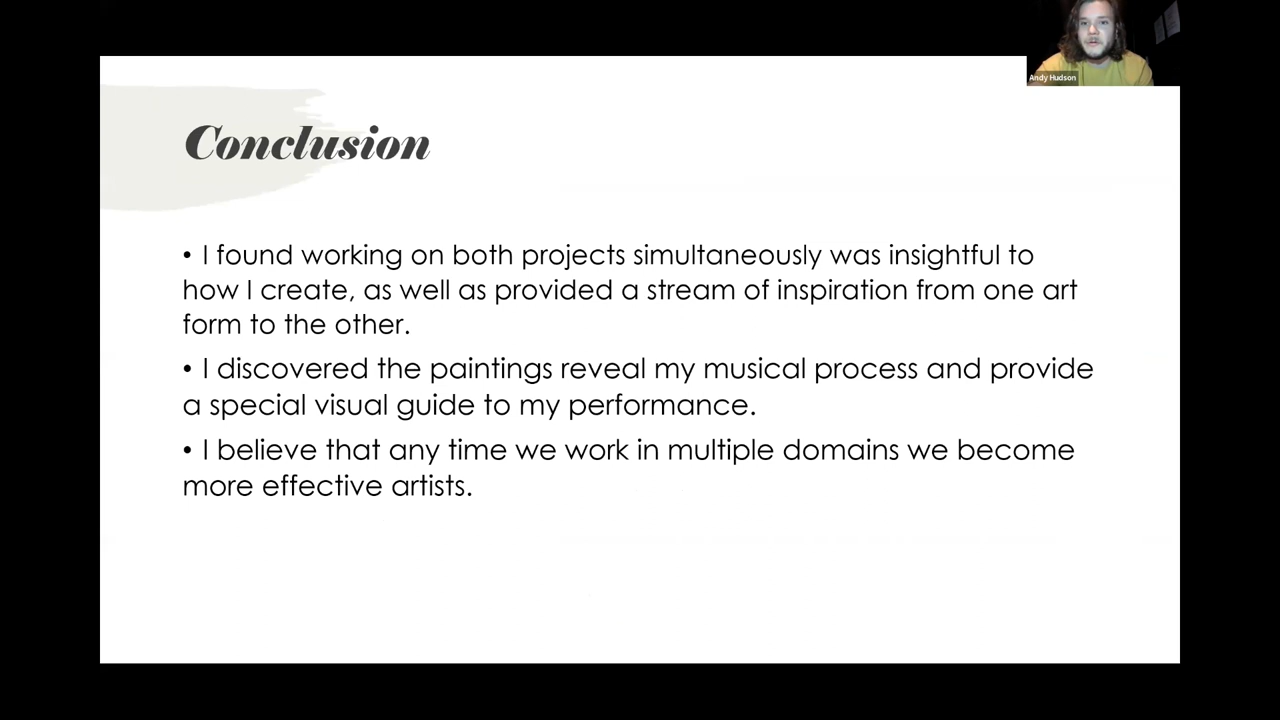 Andy Hudson
Conclusion
• I found working on both projects simultaneously was insightful to
how I create, as well as provided a stream of inspiration from one art
form to the other.
• I discovered the paintings reveal my musical process and provide
a special visual guide to my performance.
• I believe that any time we work in multiple domains we become
more effective artists.